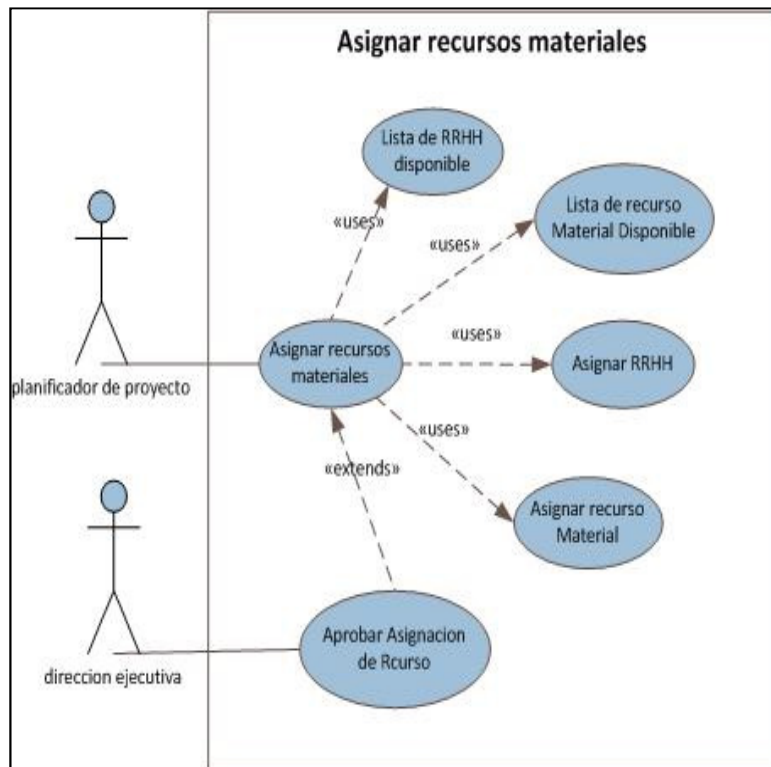 Asignar recursos materiales
Lista de RRHH
disponible
Lista de recurso
Material Disponible
«uses»
«uses»
«uses»
Asignar recursos
materiales
Asignar RRHH
planificador de proyecto
«uses»
«extends»
Asignar recurso
Material
Aprobar Asignacion
de Rcurso
direccion ejecutiva